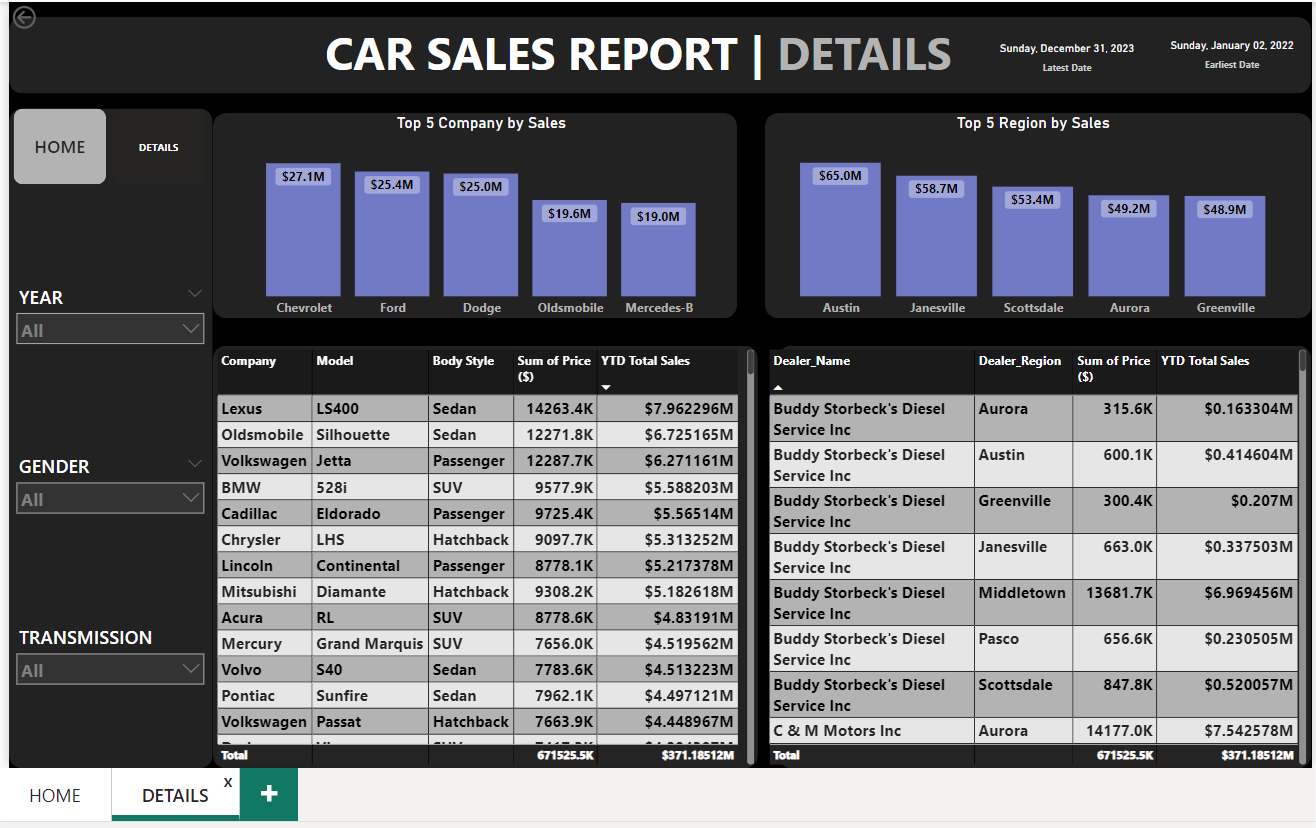 CAR SALES REPORT | DETAILS
Sunday, December 31, 2023
Latest Date
Sunday, January 02, 2022
Earliest Date
HOME
DETAILS
YEAR
All
GENDER
All
TRANSMISSION
All
Top 5 Company by Sales
$27.1M $25.4M $25.0M $19.6M $19.0M
Chevrolet Ford Dodge Oldsmobile Mercedes-B
Top 5 Region by Sales
$65.0M $58.7M $53.4M $49.2M $48.9M
Austin Janesville Scottsdale Aurora Greenville
Company Model Body Style Sum of Price YTD Total Sales
($)
Lexus LS400 Sedan 14263.4K $7.962296M
Oldsmobile Silhouette Sedan 12271.8K $6.725165M
Volkswagen Jetta Passenger 12287.7K $6.271161M
BMW 528i SUV 9577.9K $5.588203M
Cadillac Eldorado Passenger 9725.4K $5.56514M
Chrysler LHS Hatchback 9097.7K $5.313252M
Lincoln Continental Passenger 8778.1K $5.217378M
Mitsubishi Diamante Hatchback 9308.2K $5.182618M
Acura RL SUV 8778.6K $4.83191M
Mercury Grand Marquis SUV 7656.0K $4.519562M
Volvo S40 Sedan 7783.6K $4.513223M
Pontiac Sunfire Sedan 7962.1K $4.497121M
Volkswagen Passat Hatchback 7663.9K $4.448967M
Total 671525.5K $371.18512M
Dealer_Name Dealer_Region Sum of Price YTD Total Sales
($)
Buddy Storbeck's Diesel Aurora 315.6K $0.163304M
Service Inc
Buddy Storbeck's Diesel Austin 600.1K $0.414604M
Service Inc
Buddy Storbeck's Diesel Greenville 300.4K $0.207M
Service Inc
Buddy Storbeck's Diesel Janesville 663.0K $0.337503M
Service Inc
Buddy Storbeck's Diesel Middletown 13681.7K $6.969456M
Service Inc
Buddy Storbeck's Diesel Pasco 656.6K $0.230505M
Service Inc
Buddy Storbeck's Diesel Scottsdale 847.8K $0.520057M
Service Inc
C & M Motors Inc Aurora 14177.0K $7.542578M
Total 671525.5K $371.18512M
HOME DETAILS x +